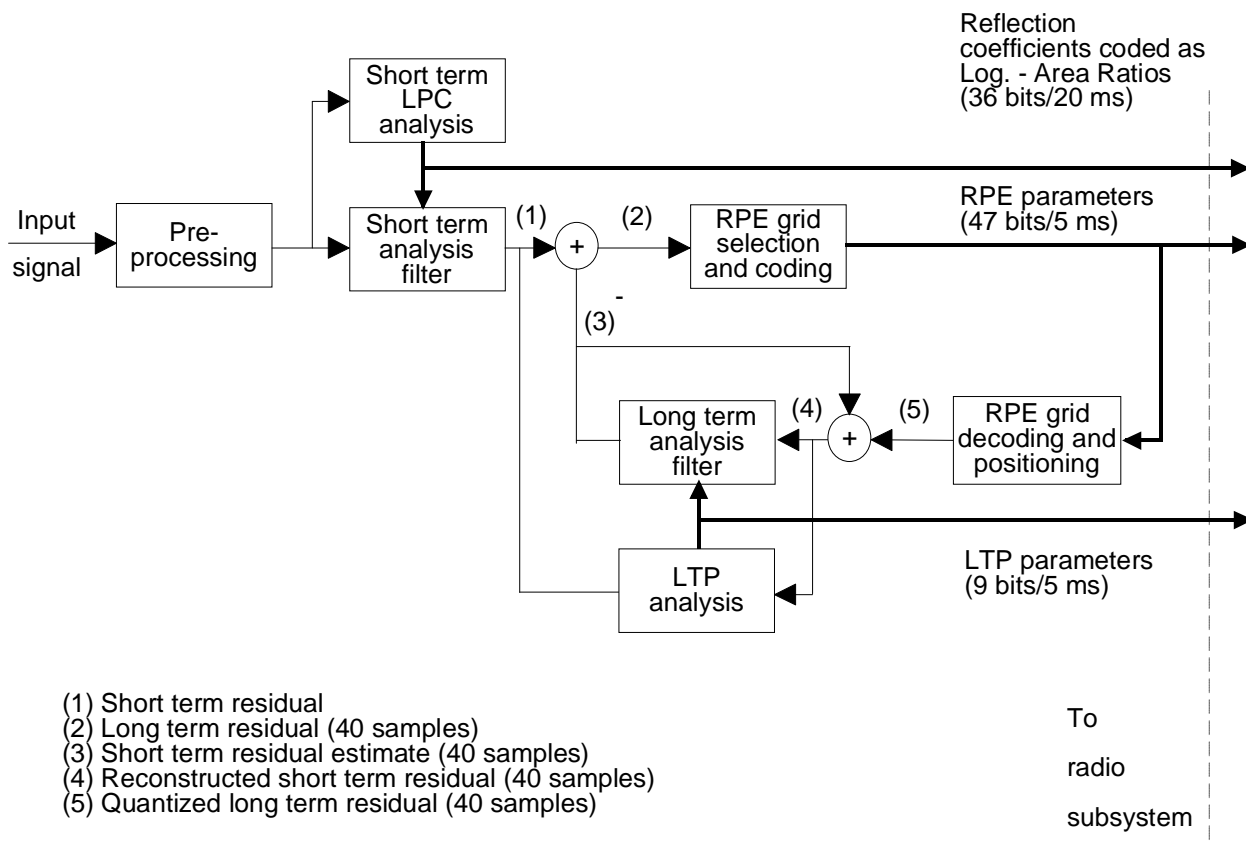 Reflection
coefficients coded as
Log. - Area Ratios
(36 bits/20 ms)
Short term
LPC
analysis
Input
signal
Pre-
processing
Short term
analysis
filter
(1)
+
(2)
RPE grid
selection
and coding
RPE parameters
(47 bits/5 ms)
-
(3)
Long term
analysis
filter
(4)
+
(5)
RPE grid
decoding and
positioning
LTP
analysis
LTP parameters
(9 bits/5 ms)
(1) Short term residual
(2) Long term residual (40 samples)
(3) Short term residual estimate (40 samples)
(4) Reconstructed short term residual (40 samples)
(5) Quantized long term residual (40 samples)
To
radio
subsystem